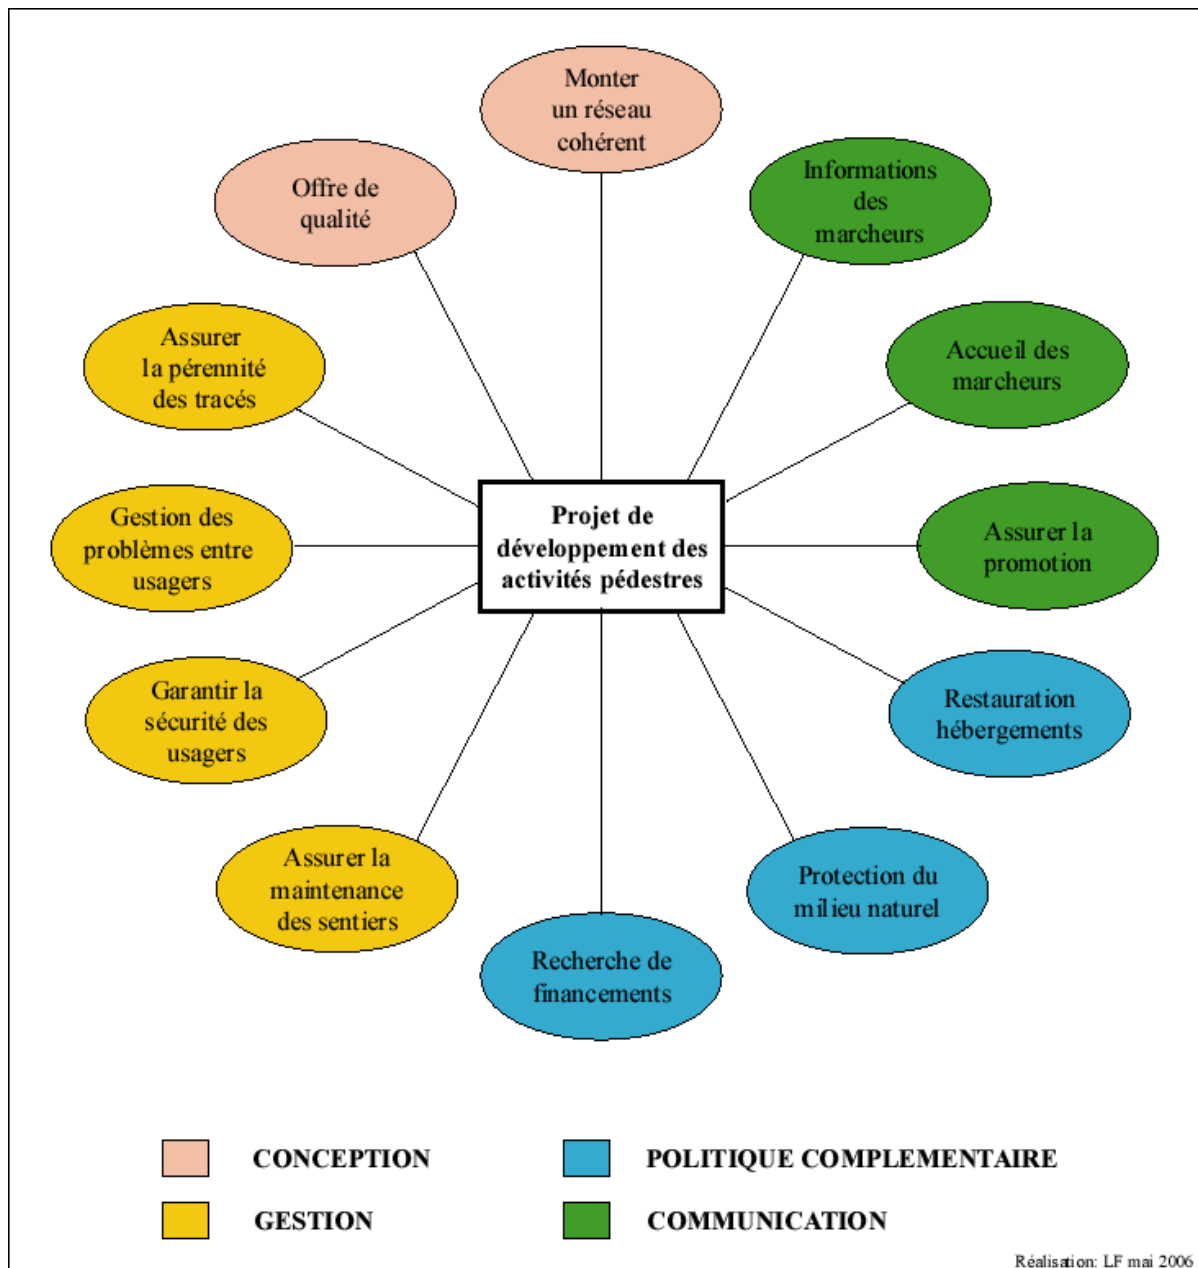 Monter
un réseau
cohérent
Informations
des
marcheurs
Offre de
qualité
Accueil des
marcheurs
Assurer
la pérennité
des tracés
Projet de
développement des
activités pédestres
Assurer la
promotion
Gestion des
problèmes entre
usagers
Restauration
hébergements
Garantir la
sécurité des
usagers
Protection du
milieu naturel
Assurer la
maintenance
des sentiers
Recherche de
financements
CONCEPTION
POLITIQUE COMPLEMENTAIRE
GESTION
COMMUNICATION
Réalisation: LF mai 2006